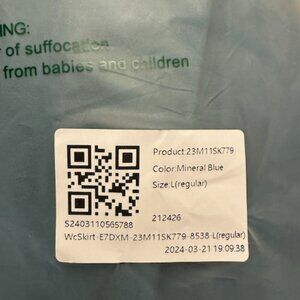 NING:
y of suffocation
from babies and children
Product:23M11SK779
Color:Mineral Blue
Size:L(regular)
S2403110565788
212426
WcSkirt-E7DXM-23M11SK779-8538-L(regular)
2024-03-21 19:09:38